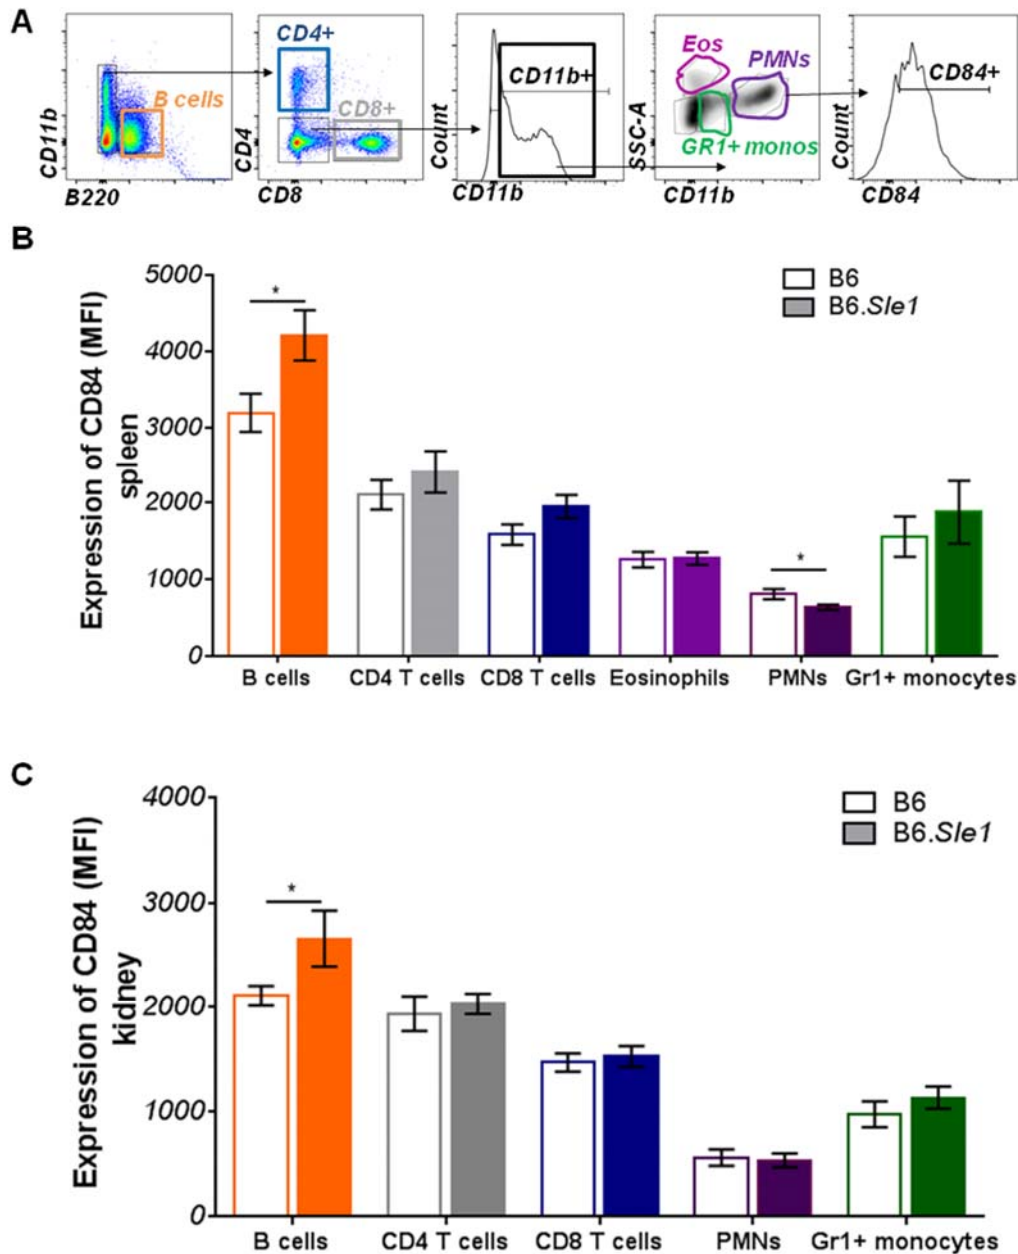 A
B cells
CD11b
B220
CD4+
CD8+
CD4
CD8
CD11b+
Count
CD11b
Eos
PMNs
GR1+ monos
SSC-A
CD11b
CD84+
Count
CD84
B
5000
4000
3000
2000
1000
0
Expression of CD84 (MFI)
spleen
*
*
B6
B6.Sle1
B cells CD4 T cells CD8 T cells Eosinophils PMNs Gr1+ monocytes
C
4000
3000
2000
1000
0
Expression of CD84 (MFI)
kidney
*
B6
B6.Sle1
B cells CD4 T cells CD8 T cells PMNs Gr1+ monocytes